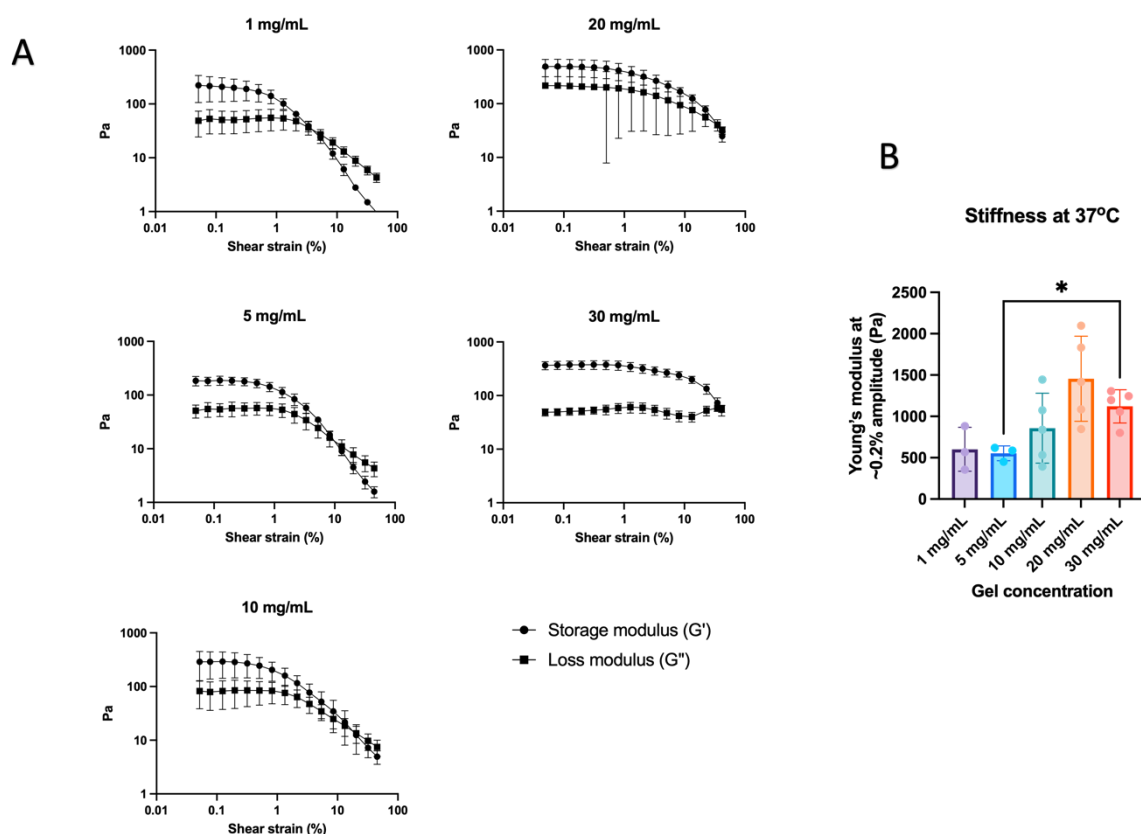 A
1 mg/mL
1000
100
10
1
Pa
0.01 0.1 1 10 100
Shear strain (%)
20 mg/mL
1000
100
10
1
Pa
0.01 0.1 1 10 100
Shear strain (%)
5 mg/mL
1000
100
10
1
Pa
0.01 0.1 1 10 100
Shear strain (%)
30 mg/mL
1000
100
10
1
Pa
0.01 0.1 1 10 100
Shear strain (%)
10 mg/mL
1000
100
10
1
Pa
0.01 0.1 1 10 100
Shear strain (%)
Storage modulus (G')
Loss modulus (G")
B
Stiffness at 37°C
*
Young's modulus at
~0.2% amplitude (Pa)
2500
2000
1500
1000
500
0
1 mg/mL
5 mg/mL
10 mg/mL
20 mg/mL
30 mg/mL
Gel concentration